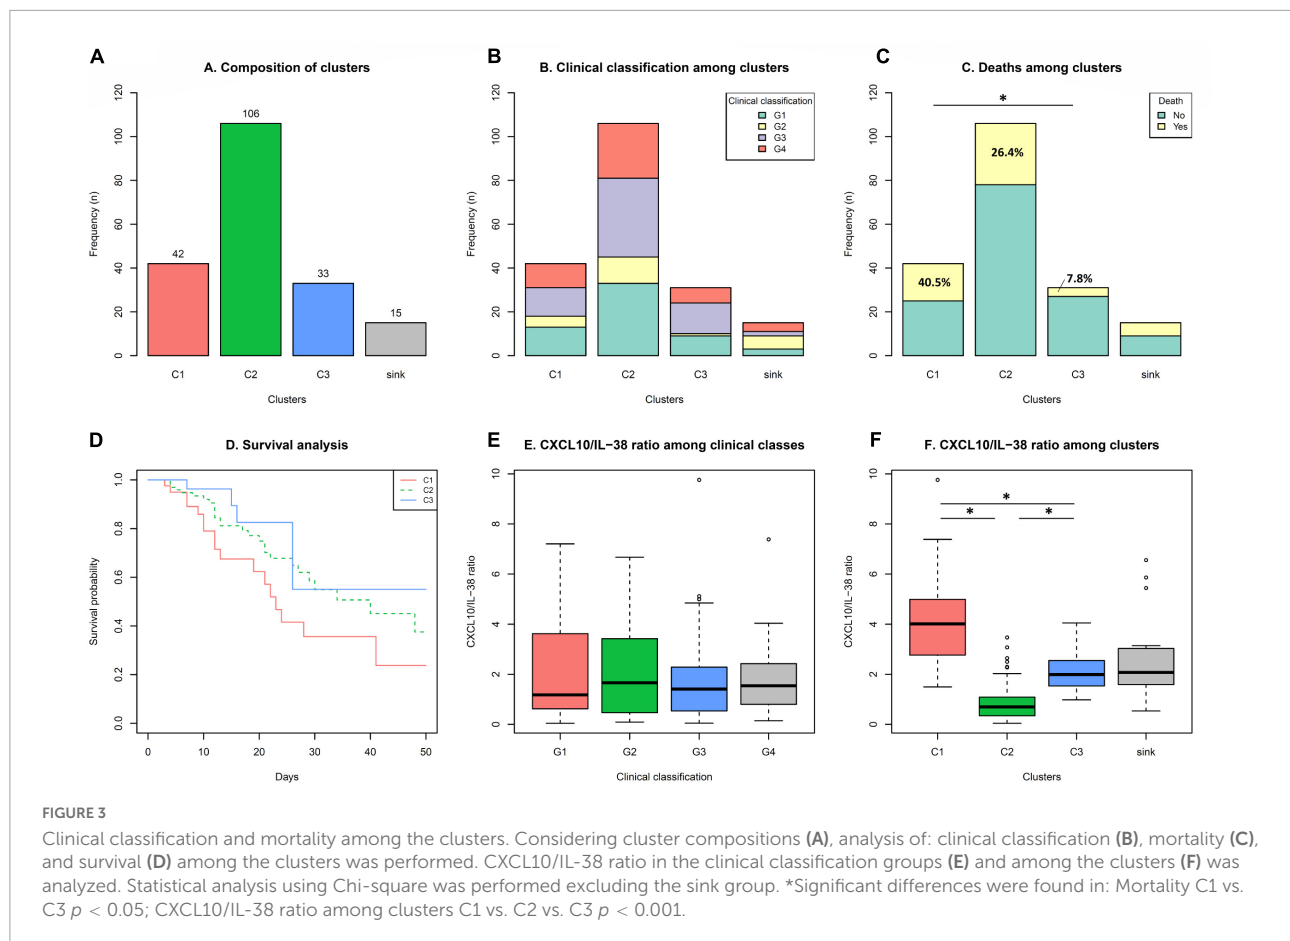 A
A. Composition of clusters
Frequency (n)
0
20
40
60
80
100
120
42
106
33
15
C1
C2
C3
sink
Clusters
B
B. Clinical classification among clusters
Frequency (n)
0
20
40
60
80
100
120
Clinical classification
G1
G2
G3
G4
C1
C2
C3
sink
Clusters
C
C. Deaths among clusters
Frequency (n)
0
20
40
60
80
100
120
*
Death
No
Yes
40.5%
26.4%
7.8%
C1
C2
C3
sink
Clusters
D
D. Survival analysis
Survival probability
0.0
0.2
0.4
0.6
0.8
1.0
C1
C2
C3
0
10
20
30
40
50
Days
E
E. CXCL10/IL−38 ratio among clinical classes
CXCL10/IL−38 ratio
0
2
4
6
8
10
G1
G2
G3
G4
Clinical classification
F
F. CXCL10/IL−38 ratio among clusters
CXCL10/IL−38 ratio
0
2
4
6
8
10
*
*
*
C1
C2
C3
sink
Clusters
FIGURE 3
Clinical classification and mortality among the clusters. Considering cluster compositions (A), analysis of: clinical classification (B), mortality (C),
and survival (D) among the clusters was performed. CXCL10/IL-38 ratio in the clinical classification groups (E) and among the clusters (F) was
analyzed. Statistical analysis using Chi-square was performed excluding the sink group. *Significant differences were found in: Mortality C1 vs.
C3 p < 0.05; CXCL10/IL-38 ratio among clusters C1 vs. C2 vs. C3 p < 0.001.